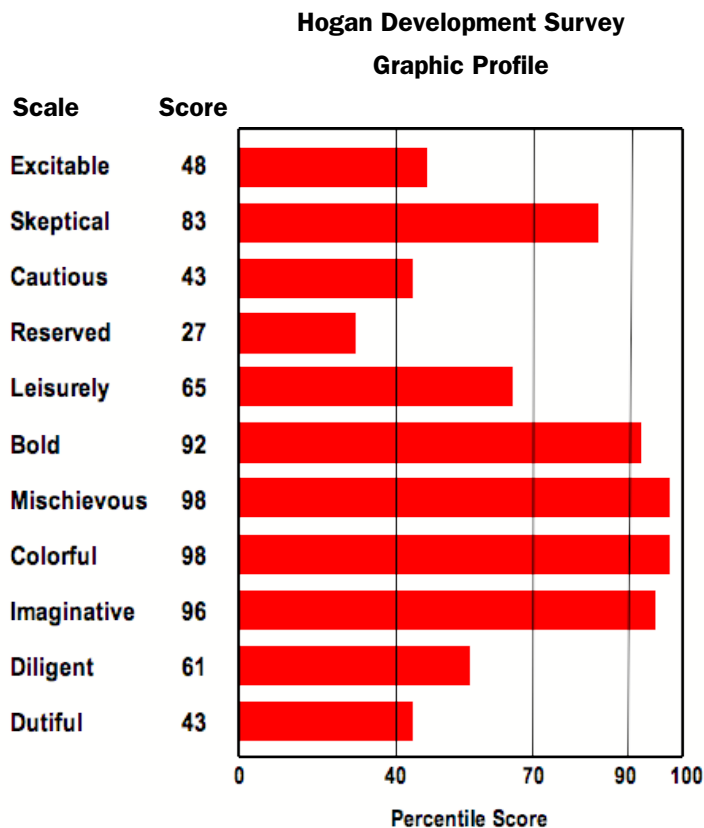 Hogan Development Survey
Graphic Profile
Scale Score
Excitable 48
Skeptical 83
Cautious 43
Reserved 27
Leisurely 65
Bold 92
Mischievous 98
Colorful 98
Imaginative 96
Diligent 61
Dutiful 43
0 40 70 90 100
Percentile Score